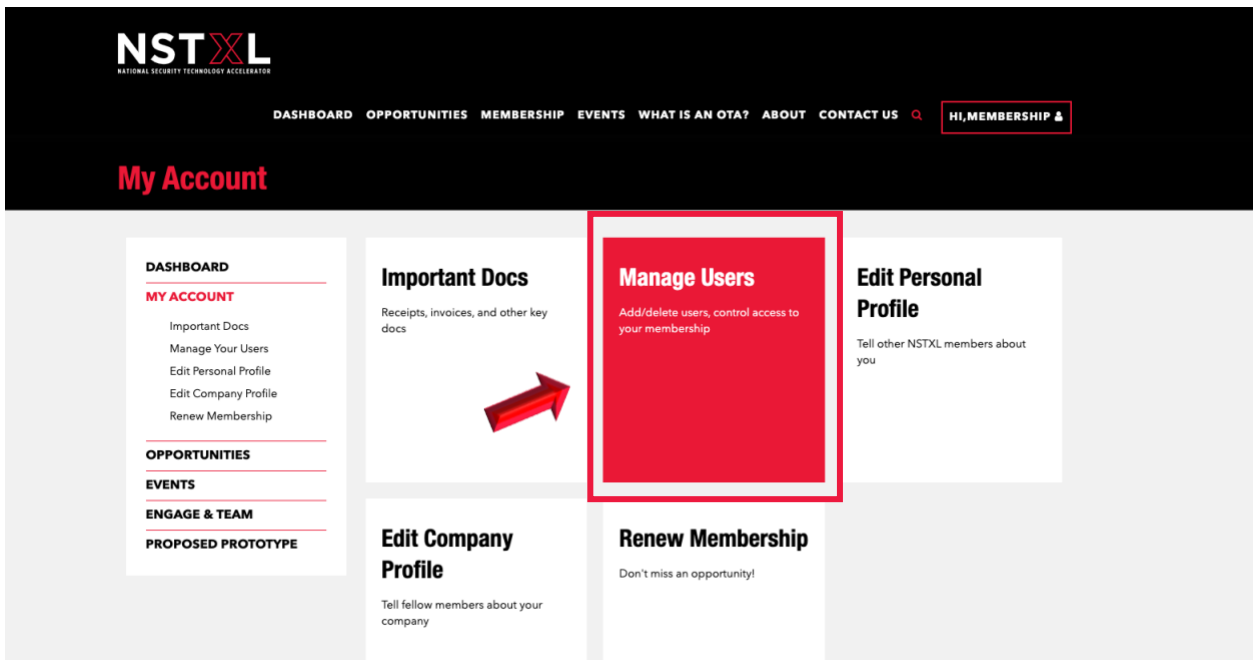 NSTXL
NATIONAL SECURITY TECHNOLOGY ACCELERATOR
DASHBOARD OPPORTUNITIES MEMBERSHIP EVENTS WHAT IS AN OTA? ABOUT CONTACT US HI,MEMBERSHIP
My Account
DASHBOARD
MY ACCOUNT
Important Docs
Manage Your Users
Edit Personal Profile
Edit Company Profile
Renew Membership
OPPORTUNITIES
EVENTS
ENGAGE & TEAM
PROPOSED PROTOTYPE
Important Docs
Receipts, invoices, and other key
docs
Manage Users
Add/delete users, control access to
your membership
Edit Personal
Profile
Tell other NSTXL members about
you
Edit Company
Profile
Tell fellow members about your
company
Renew Membership
Don't miss an opportunity!